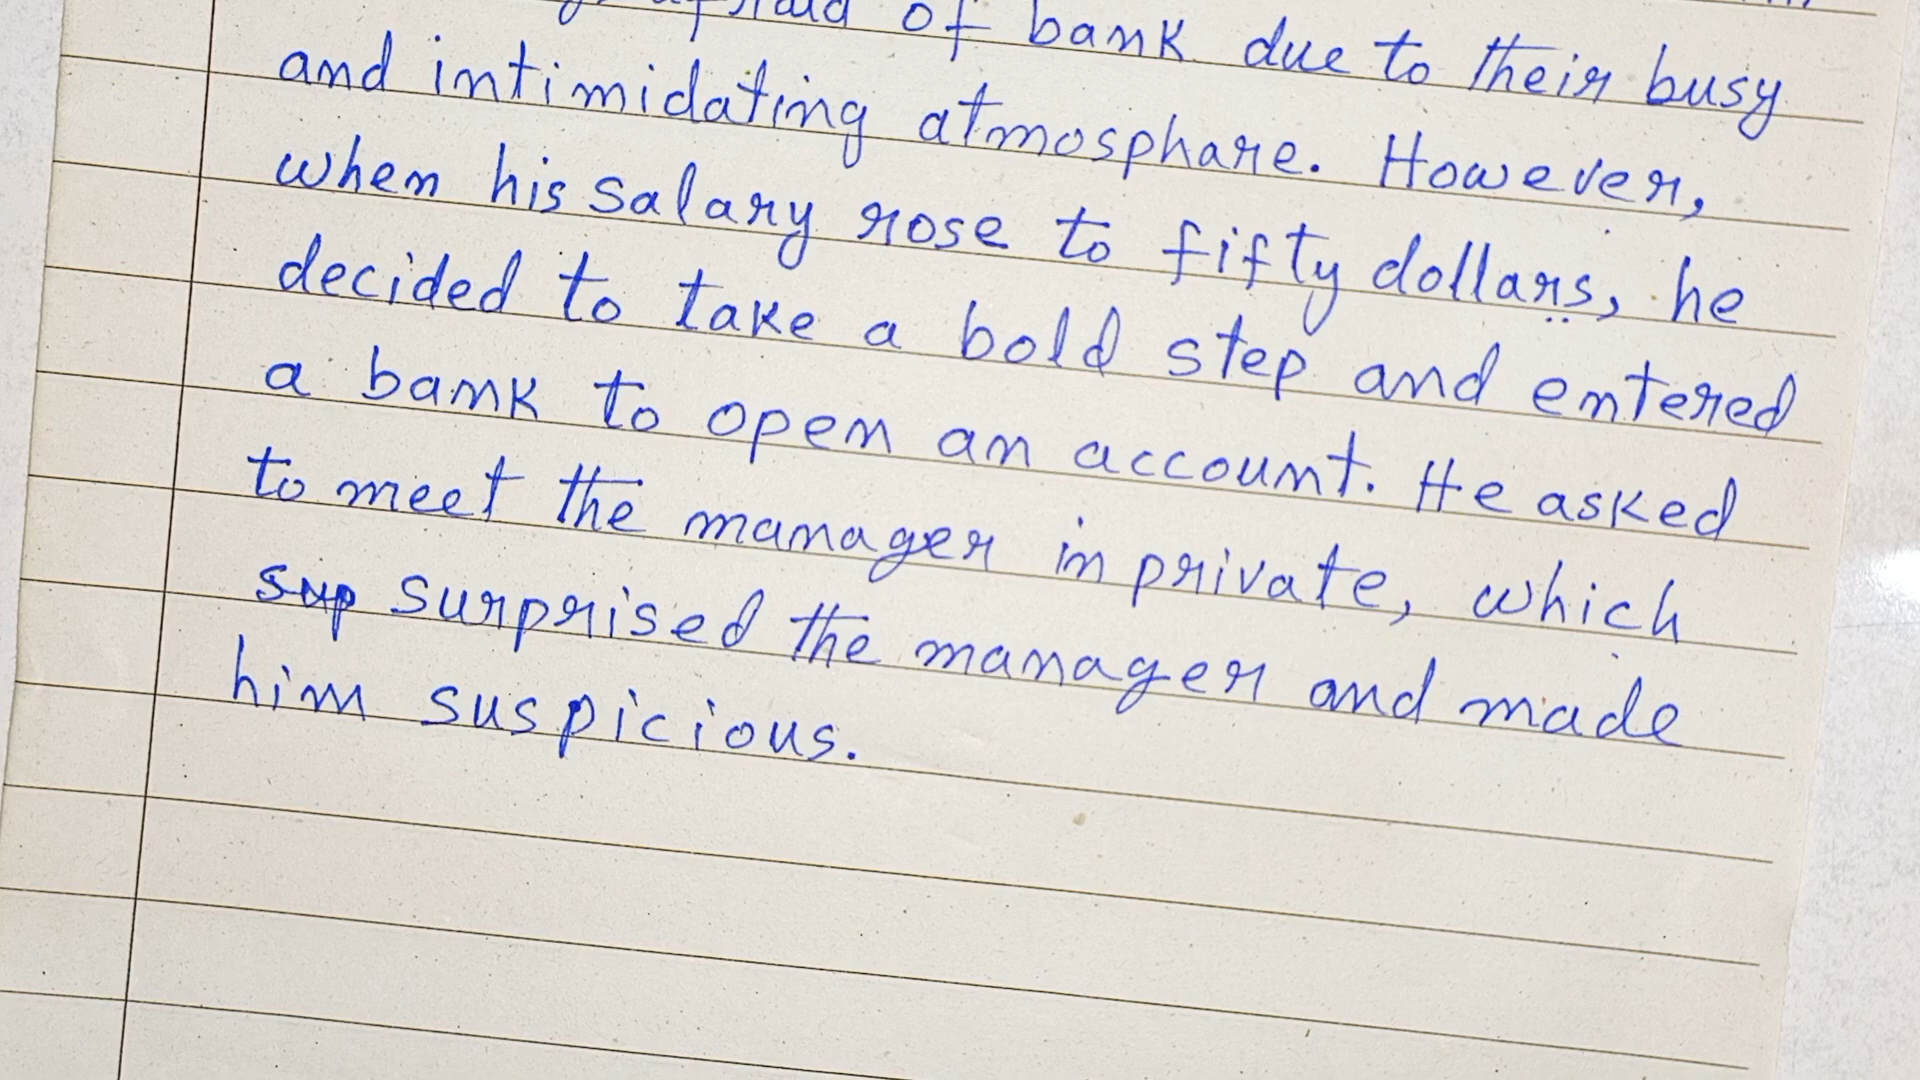 afraid of bank due to their busy
and intimidating atmosphare. However,
when his salary rose to fifty dollars, he
decided to take a bold step and entered
a bank to open an account. He asked
to meet the manager in private, which
sup surprised the manager and made
him suspicious.